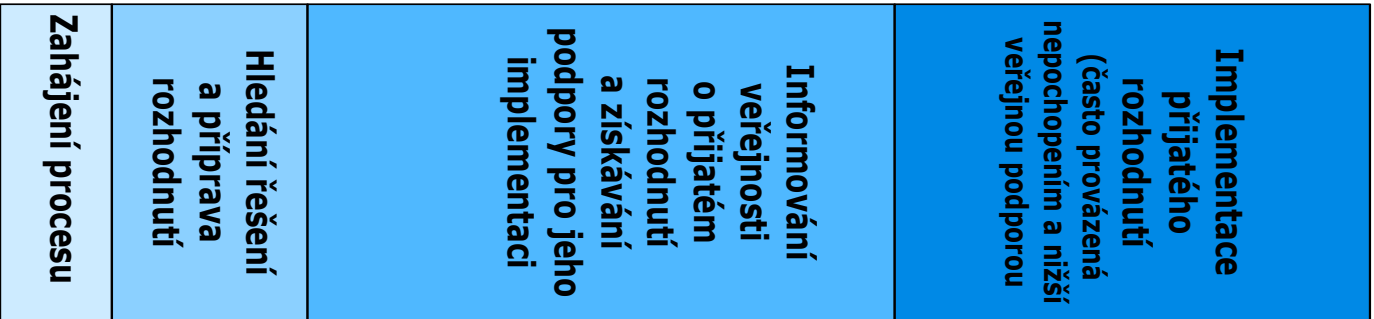 Zahájení procesu
Hledání řešení
a příprava
rozhodnutí
Informování
veřejnosti
o přijatém
rozhodnutí
a získávání
podpory pro jeho
implementaci
Implementace
přijatého
rozhodnutí
(často provázená
nepochopením a nižší
veřejnou podporou